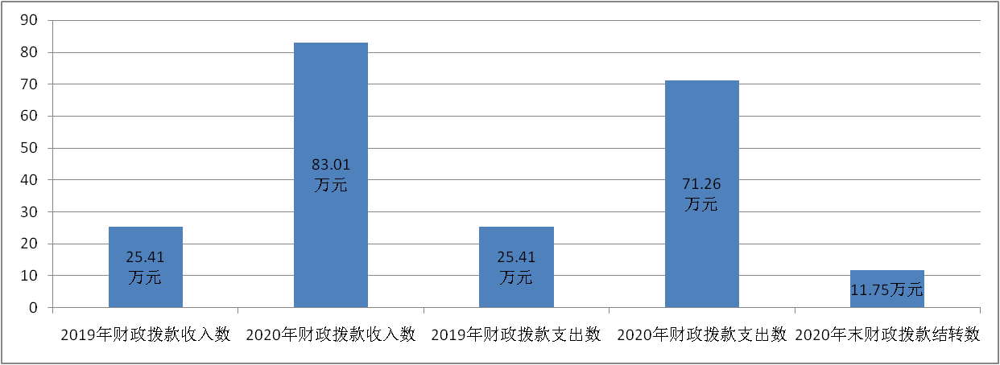 90
80
70
60
50
40
30
20
10
0
25.41
万元
83.01
万元
25.41
万元
71.26
万元
11.75万元
2019年财政拨款收入数
2020年财政拨款收入数
2019年财政拨款支出数
2020年财政拨款支出数
2020年末财政拨款结转数